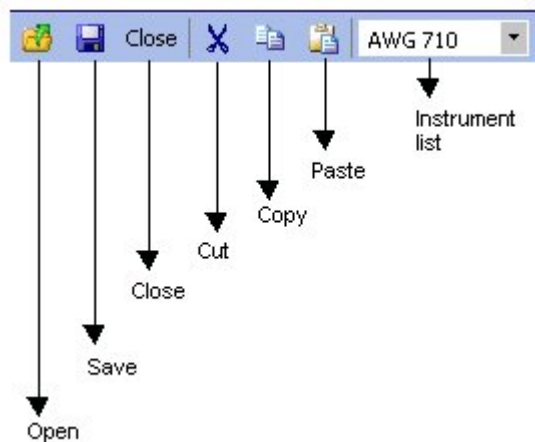 Close
AWG 710
Instrument
list
Paste
Copy
Cut
Close
Save
Open